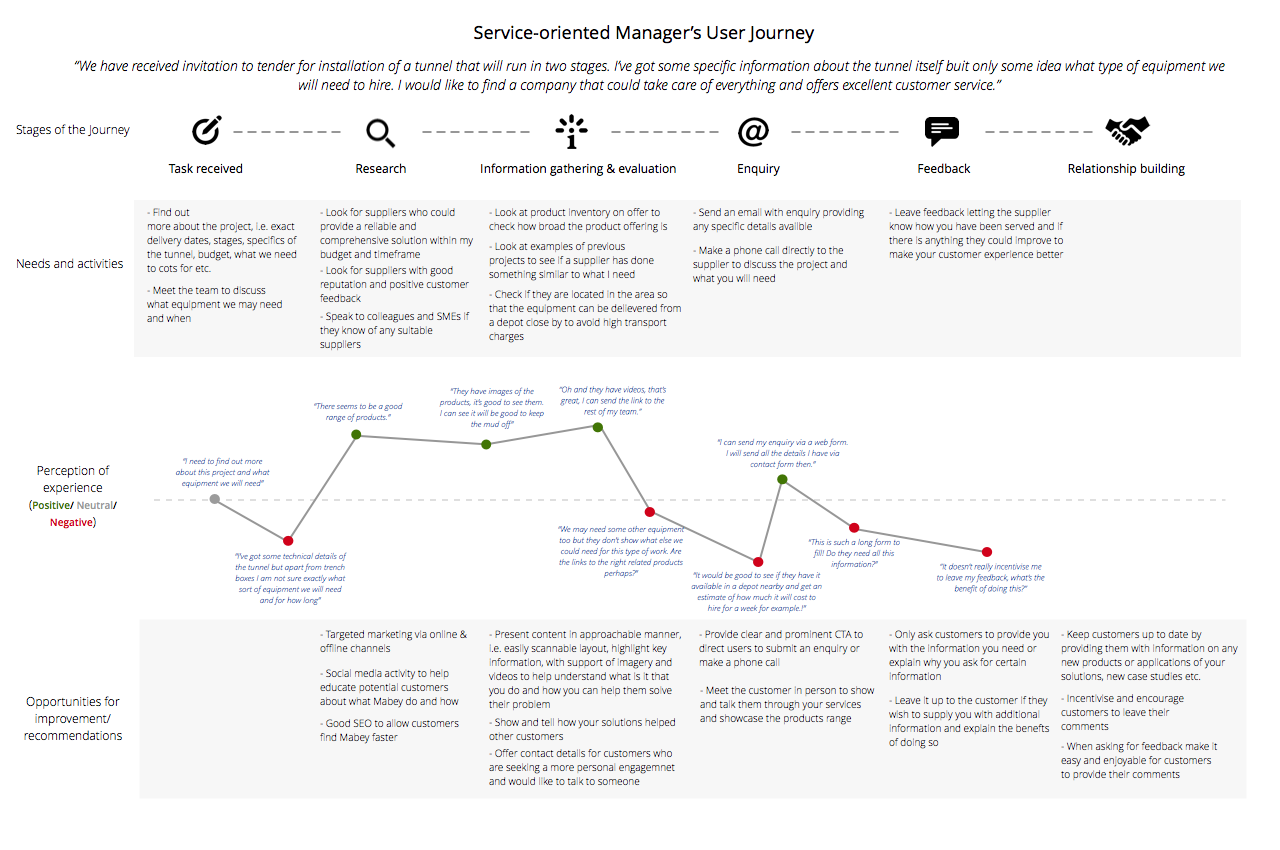 Service-oriented Manager's User Journey
"We have received invitation to tender for installation of a tunnel that will run in two stages. I've got some specific information about the tunnel itself buit only some idea what type of equipment we
will need to hire. I would like to find a company that could take care of everything and offers excellent customer service."
Stages of the Journey
Task received
Research
Information gathering & evaluation
Enquiry
Feedback
Relationship building
Needs and activities
- Find out
more about the project, i.e. exact
delivery dates, stages, specifics of
the tunnel, budget, what we need
to cots for etc.
- Meet the team to discuss
what equipment we may need
and when
- Look for suppliers who could
provide a reliable and
comprehensive solution within my
budget and timeframe
- Look for suppliers with good
reputation and positive customer
feedback
- Speak to colleagues and SMEs if
they know of any suitable
suppliers
- Look at product inventory on offer to
check how broad the product offering is
- Look at examples of previous
projects to see if a supplier has done
something similar to what I need
- Check if they are located in the area so
that the equipment can be delievered from
a depot close by to avoid high transport
charges
- Send an email with enquiry providing
any specific details availble
- Make a phone call directly to the
supplier to discuss the project and
what you will need
- Leave feedback letting the supplier
know how you have been served and if
there is anything they could improve to
make your customer experience better
Perception of
experience
(Positive/ Neutral/
Negative)
"I need to find out more
about this project and what
equipment we will need"
"I've got some technical details of
the tunnel but apart from trench
boxes I am not sure exactly what
sort of equipment we will need
and for how long"
"There seems to be a good
range of products."
"They have images of the
products, it's good to see them.
I can see it will be good to keep
the mud off"
"Oh and they have videos, that's
great, I can send the link to the
rest of my team."
"We may need some other equipment
too but they don't show what else we
could need for this type of work. Are
the links to the right related products
perhaps?"
"It would be good to see if they have it
available in a depot nearby and get an
estimate of how much it will cost to
hire for a week for example.!"
"I can send my enquiry via a web form.
I will send all the details I have via
contact form then."
"This is such a long form to
fill! Do they need all this
information?"
"It doesn't really incentivise me
to leave my feedback, what's the
benefit of doing this?"
Opportunities for
improvement/
recommendations
- Targeted marketing via online &
offline channels
- Social media activity to help
educate potential customers
about what Mabey do and how
- Good SEO to allow customers
find Mabey faster
- Present content in approachable manner,
i.e. easily scannable layout, highlight key
information, with support of imagery and
videos to help understand what is it that
you do and how you can help them solve
their problem
- Show and tell how your solutions helped
other customers
- Offer contact details for customers who
are seeking a more personal engagemnet
and would like to talk to someone
- Provide clear and prominent CTA to
direct users to submit an enquiry or
make a phone call
- Meet the customer in person to show
and talk them through your services
and showcase the products range
- Only ask customers to provide you
with the information you need or
explain why you ask for certain
information
- Leave it up to the customer if they
wish to supply you with additional
information and explain the benefts
of doing so
- Keep customers up to date by
providing them with information on any
new products or applications of your
solutions, new case studies etc.
- Incentivise and encourage
customers to leave their
comments
- When asking for feedback make it
easy and enjoyable for customers
to provide their comments